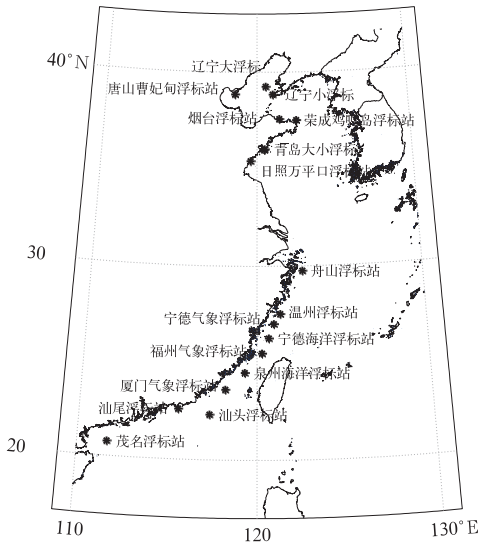 40°N
辽宁大浮标
唐山曹妃甸浮标站
辽宁小浮标
烟台浮标站
荣成鸡鸣岛浮标站
青岛大小浮标
日照万平口浮标站
30
舟山浮标站
温州浮标站
宁德气象浮标站
宁德海洋浮标站
福州气象浮标站
泉州海洋浮标站
厦门气象浮标站
汕尾浮标站
汕头浮标站
20
茂名浮标站
110
120
130°E